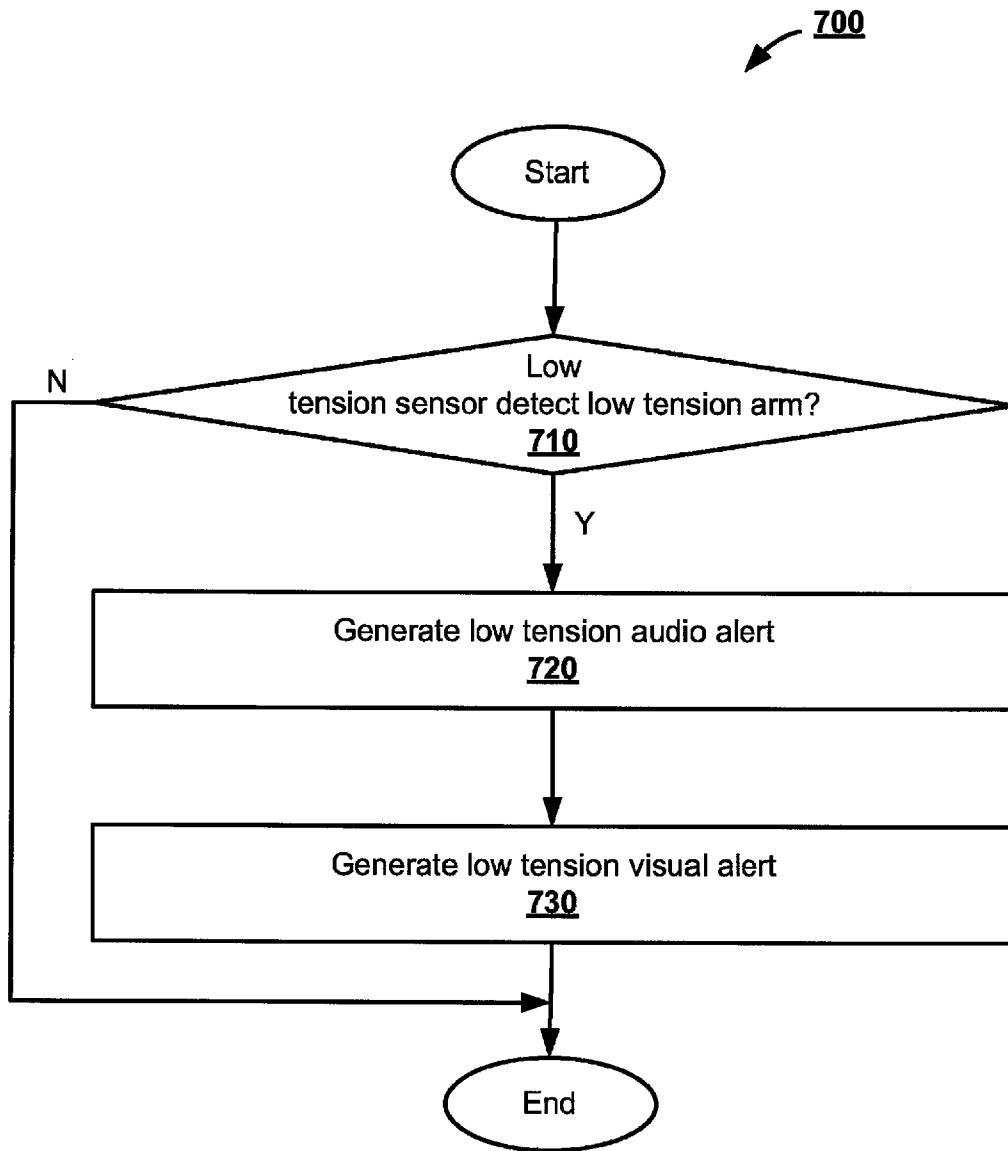 700
Start
N
Low
tension sensor detect low tension arm?
710
Y
Generate low tension audio alert
720
Generate low tension visual alert
730
End